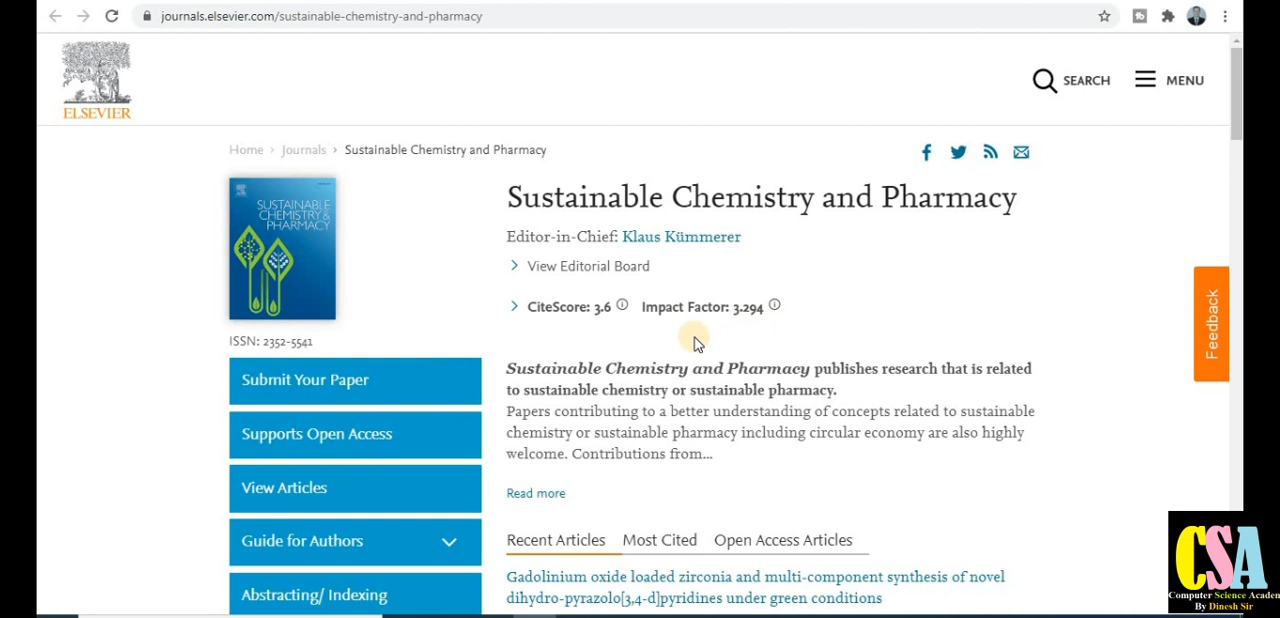 journals.elsevier.com/sustainable-chemistry-and-pharmacy
ELSEVIER
SEARCH
MENU
Home > Journals > Sustainable Chemistry and Pharmacy
SUSTAINABLE
CHEMISTRY &
PHARMACY
ISSN: 2352-5541
Submit Your Paper
Supports Open Access
View Articles
Guide for Authors
Abstracting/ Indexing
Sustainable Chemistry and Pharmacy
Editor-in-Chief: Klaus Kümmerer
> View Editorial Board
> CiteScore: 3.6 Impact Factor: 3.294
Sustainable Chemistry and Pharmacy publishes research that is related
to sustainable chemistry or sustainable pharmacy.
Papers contributing to a better understanding of concepts related to sustainable
chemistry or sustainable pharmacy including circular economy are also highly
welcome. Contributions from...
Read more
Recent Articles Most Cited Open Access Articles
Gadolinium oxide loaded zirconia and multi-component synthesis of novel
dihydro-pyrazolo[3,4-d]pyridines under green conditions
Feedback
CSA
Computer Science Academ
By Dinesh Sir